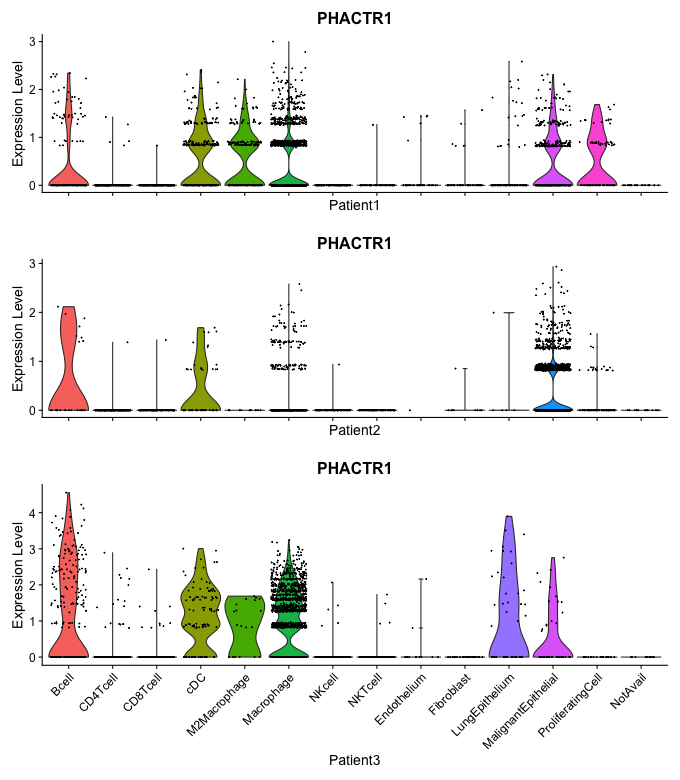 PHACTR1
Expression Level
3
2
1
0
Patient1
PHACTR1
Expression Level
3
2
1
0
Patient2
PHACTR1
Expression Level
4
3
2
1
0
Bcell
CD4Tcell
CD8Tcell
cDC
M2Macrophage
Macrophage
NKcell
NKTcell
Endothelium
Fibroblast
LungEpithelium
MalignantEpithelial
ProliferatingCell
NotAvail
Patient3